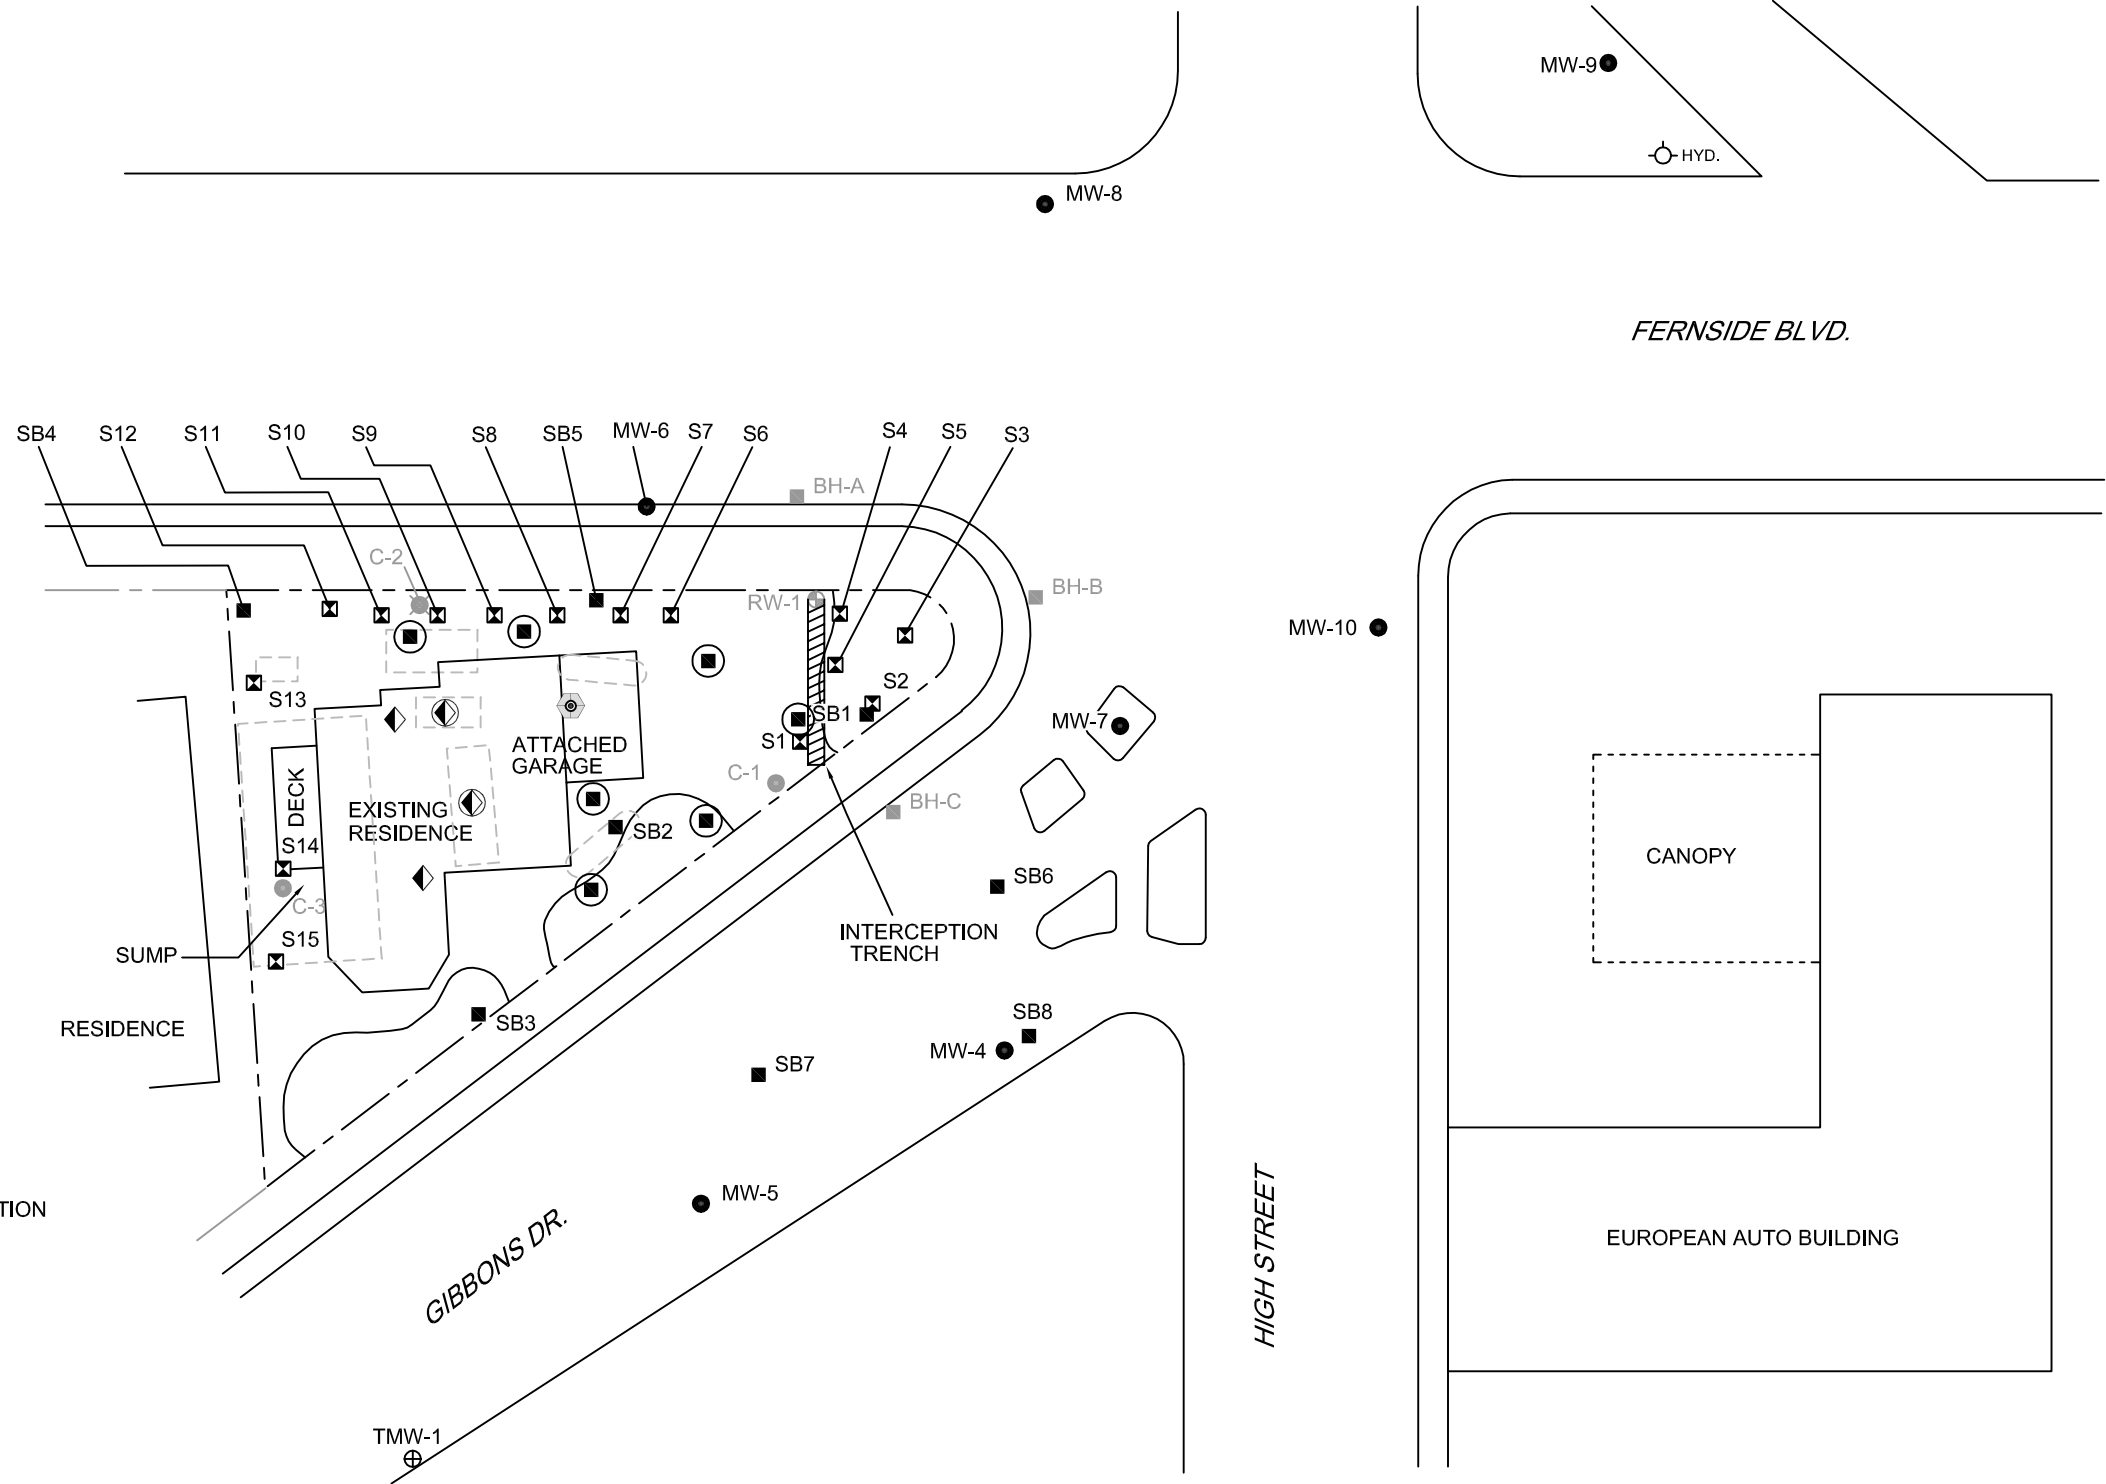 MW-9
HYD.
MW-8
FERNSIDE BLVD.
SB4
S12
S11
S10
S9
S8
SB5
MW-6
S7
S6
S4
S5
S3
BH-A
C-2
RW-1
BH-B
MW-10
S13
S2
SB1
MW-7
S1
ATTACHED
GARAGE
C-1
DECK
EXISTING
RESIDENCE
BH-C
SB2
S14
CANOPY
SB6
C-3
S15
SUMP
INTERCEPTION
TRENCH
RESIDENCE
SB3
SB8
MW-4
SB7
MW-5
TION
GIBBONS DR.
HIGH STREET
EUROPEAN AUTO BUILDING
TMW-1